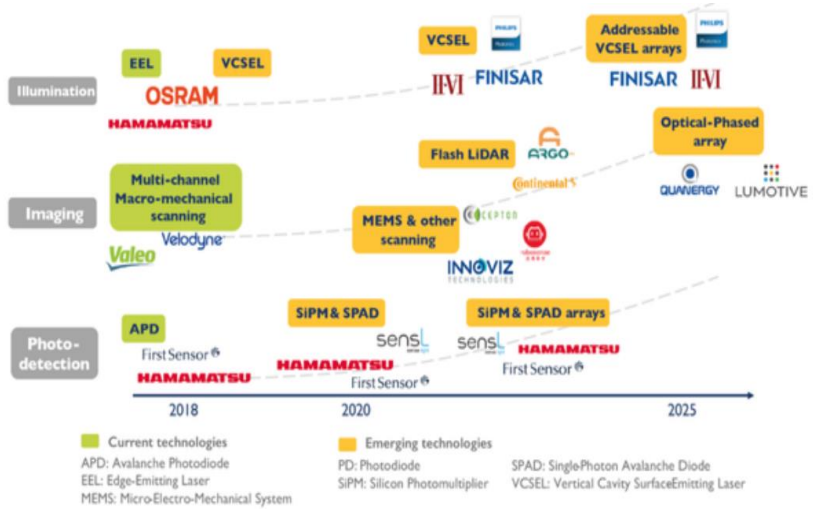 Illumination
EEL
VCSEL
OSRAM
HAMAMATSU
VCSEL
PHILIPS
II-VI
FINISAR
Addressable
VCSEL arrays
PHILIPS
FINISAR
II-VI
Imaging
Multi-channel
Macro-mechanical
scanning
Velodyne
Valeo
MEMS & other
scanning
Flash LiDAR
ARGO
Continental
CEPTON
INNOVIZ
TECHNOLOGIES
Optical-Phased
array
QUANERGY
LUMOTIVE
Photo-
detection
APD
First Sensor
HAMAMATSU
SiPM & SPAD
sensL
HAMAMATSU
First Sensor
SiPM & SPAD arrays
sensL
HAMAMATSU
First Sensor
2018
2020
2025
Current technologies
APD: Avalanche Photodiode
EEL: Edge-Emitting Laser
MEMS: Micro-Electro-Mechanical System
Emerging technologies
PD: Photodiode
SiPM: Silicon Photomultiplier
SPAD: Single-Photon Avalanche Diode
VCSEL: Vertical Cavity SurfaceEmitting Laser